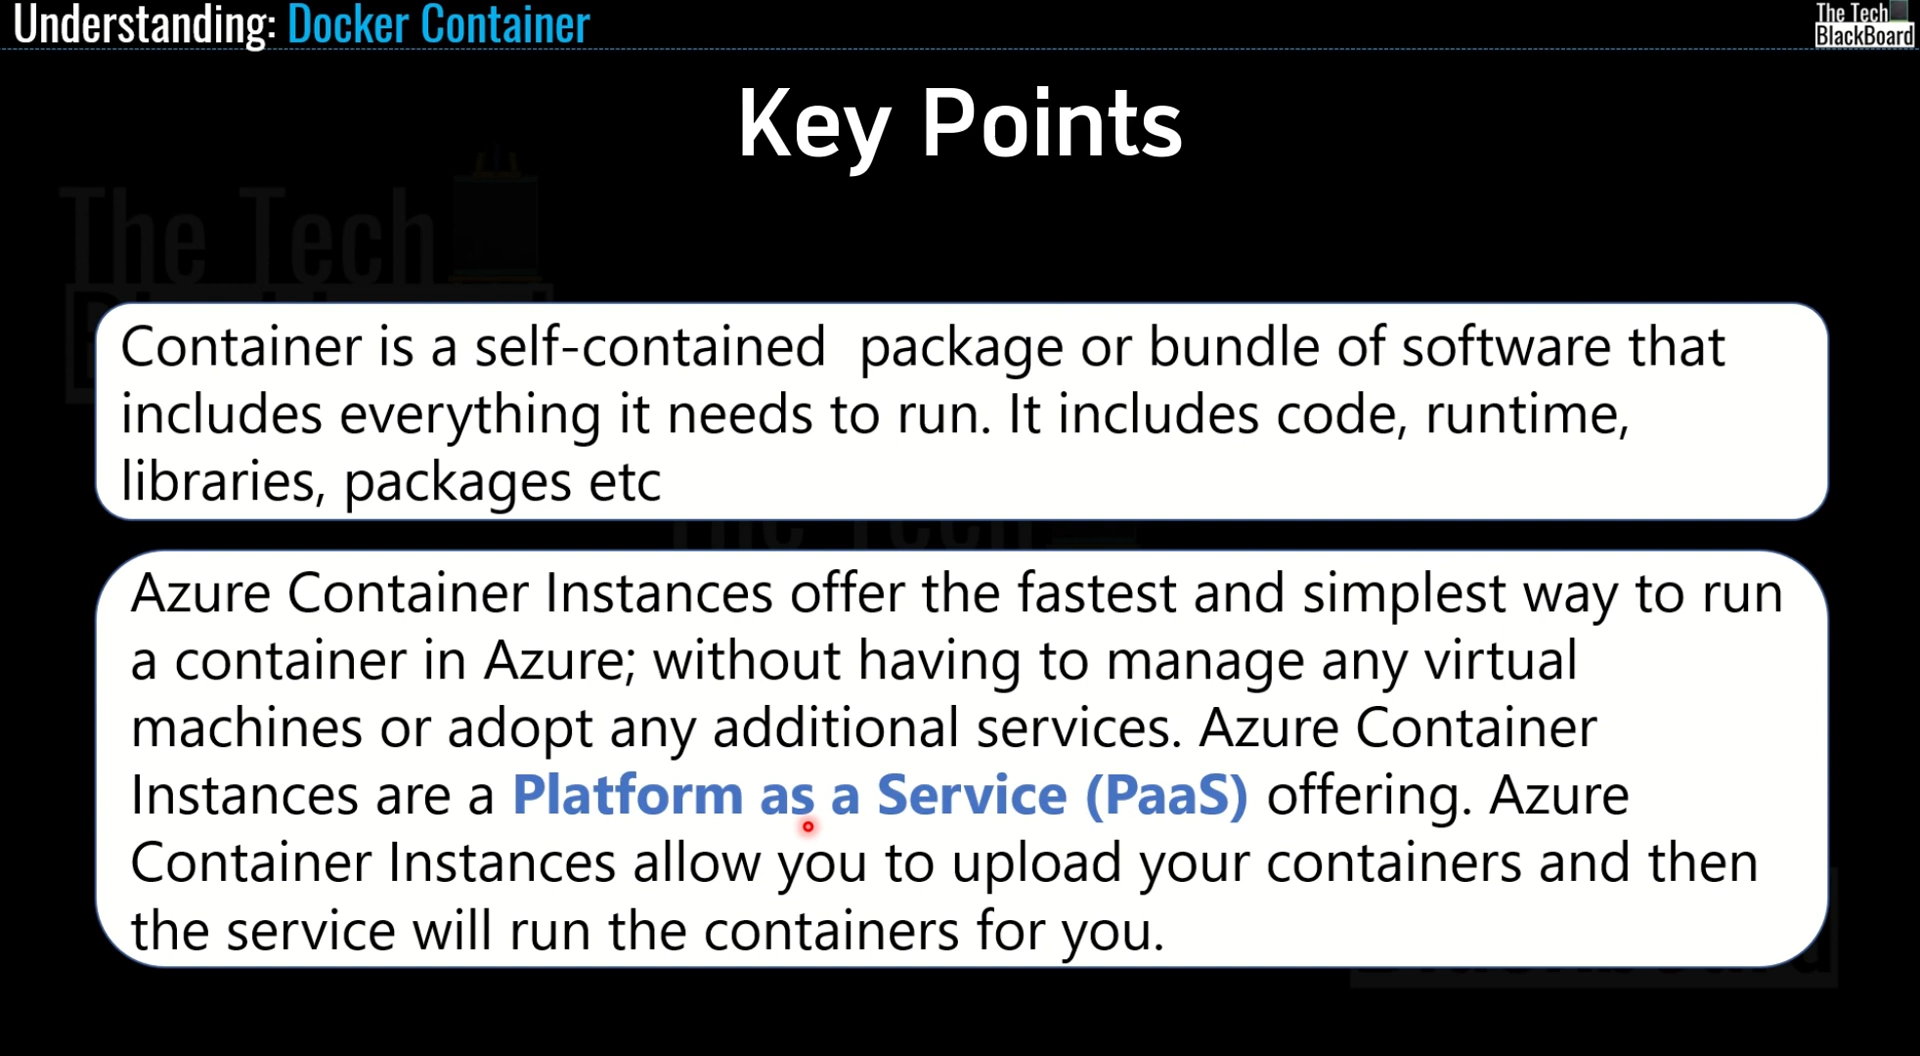 Understanding: Docker Container
The Tech
BlackBoard
Key Points
The Tech
Container is a self-contained package or bundle of software that
includes everything it needs to run. It includes code, runtime,
libraries, packages etc
The Tech
Azure Container Instances offer the fastest and simplest way to run
a container in Azure; without having to manage any virtual
machines or adopt any additional services. Azure Container
Instances are a Platform as a Service (PaaS) offering. Azure
Container Instances allow you to upload your containers and then
the service will run the containers for you.